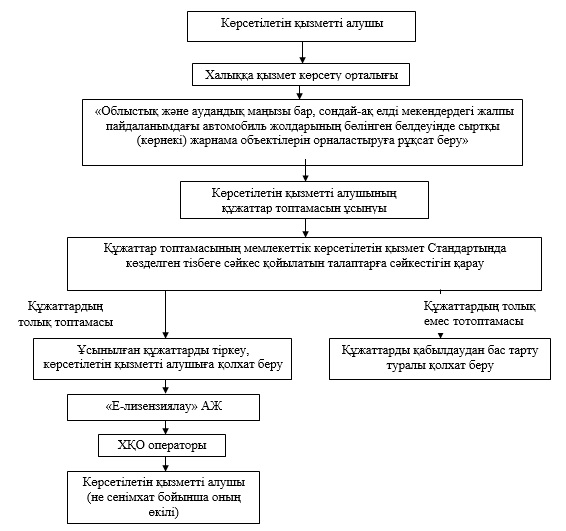 Көрсетілетін қызметті алушы
Халыққа қызмет көрсету орталығы
«Облыстық және аудандық маңызы бар, сондай-ақ елді мекендердегі жалпы
пайдаланымдағы автомобиль жолдарының бөлінген белдеуінде сыртқы
(көрнекі) жарнама объектілерін орналастыруға рұқсат беру»
Көрсетілетін қызметті алушының
құжаттар топтамасын ұсынуы
Құжаттар топтамасының мемлекеттік көрсетілетін қызмет Стандартында
көзделген тізбеге сәйкес қойылатын талаптарға сәйкестігін қарау
Құжаттардың
толық топтамасы
Құжаттардың толық
емес тотоптамасы
Ұсынылған құжаттарды тіркеу,
көрсетілетін қызметті алушыға қолхат беру
Құжаттарды қабылдаудан бас тарту
туралы қолхат беру
«Е-лизензиялау» АЖ
ХҚО операторы
Көрсетілетін қызметті алушы
(не сенімхат бойынша оның
өкілі)